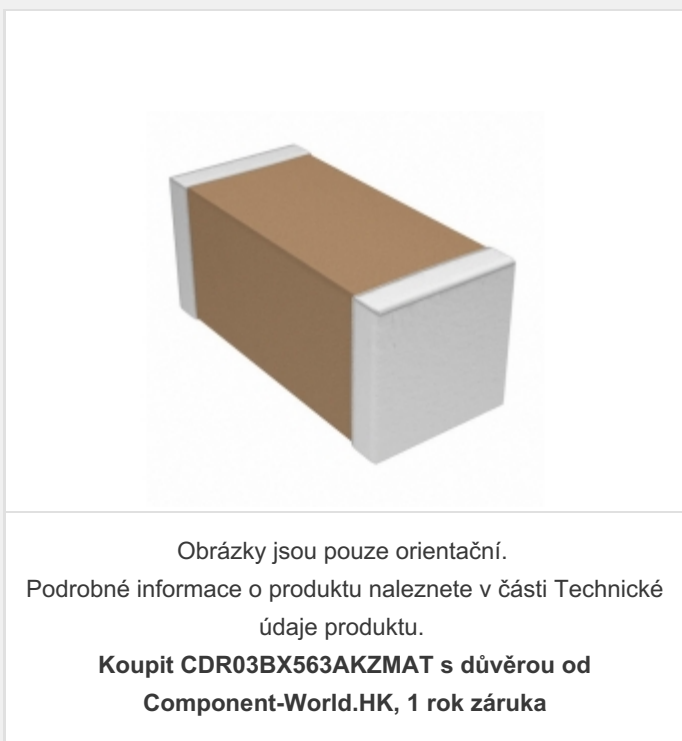 Obrázky jsou pouze orientační.
Podrobné informace o produktu naleznete v části Technické
údaje produktu.
Koupit CDR03BX563AKZMAT s důvěrou od
Component-World.HK, 1 rok záruka